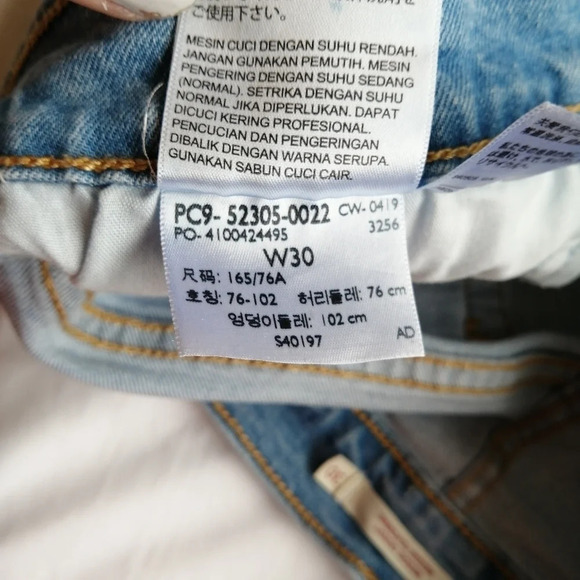 ご使用下さい。
MESIN CUCI DENGAN SUHU RENDAH.
JANGAN GUNAKAN PEMUTIH. MESIN
PENGERING DENGAN SUHU SEDANG
(NORMAL). SETRIKA DENGAN SUHU
NORMAL JIKA DIPERLUKAN. DAPAT
DICUCI KERING PROFESIONAL.
PENCUCIAN DAN PENGERINGAN
DIBALIK DENGAN WARNA SERUPA.
GUNAKAN SABUN CUCI CAIR.
PC9- 52305-0022 CW- 0419
PO- 4100424495 3256
W30
尺码: 165/76A
호칭: 76-102 허리둘레: 76 cm
엉덩이둘레: 102 cm
S40197 AD